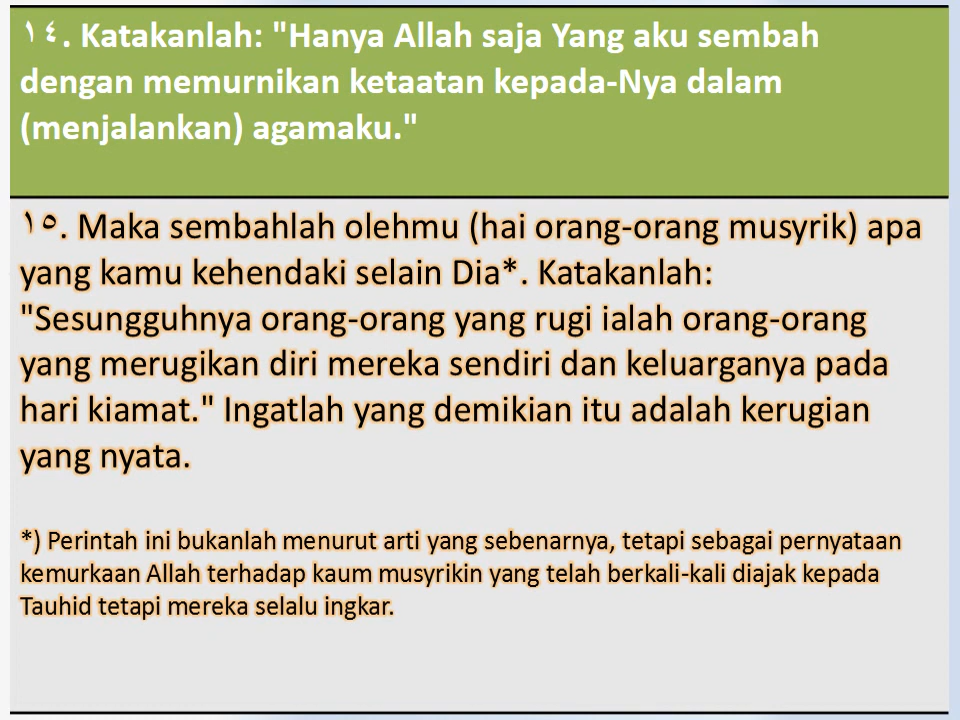 ١٤. Katakanlah: "Hanya Allah saja Yang aku sembah
dengan memurnikan ketaatan kepada-Nya dalam
(menjalankan) agamaku."
١٥. Maka sembahlah olehmu (hai orang-orang musyrik) apa
yang kamu kehendaki selain Dia*. Katakanlah:
"Sesungguhnya orang-orang yang rugi ialah orang-orang
yang merugikan diri mereka sendiri dan keluarganya pada
hari kiamat." Ingatlah yang demikian itu adalah kerugian
yang nyata.
*) Perintah ini bukanlah menurut arti yang sebenarnya, tetapi sebagai pernyataan
kemurkaan Allah terhadap kaum musyrikin yang telah berkali-kali diajak kepada
Tauhid tetapi mereka selalu ingkar.